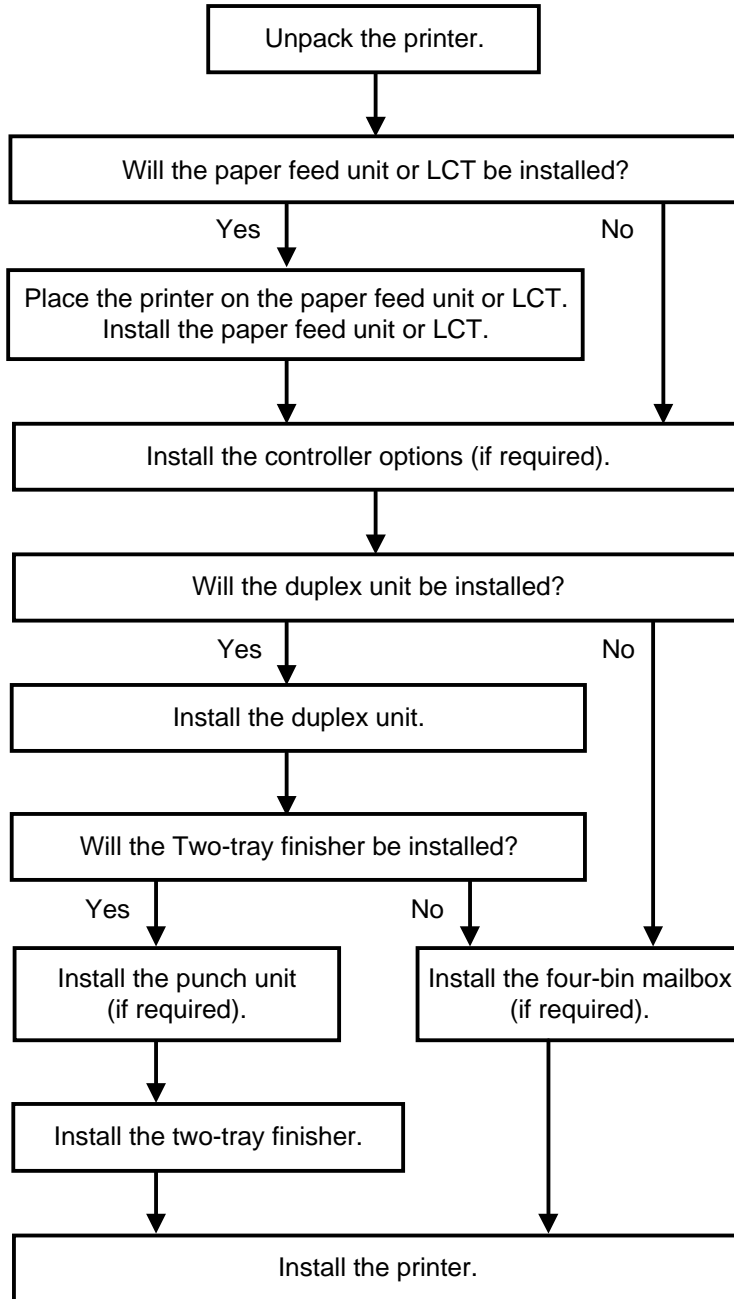 Unpack the printer.
Will the paper feed unit or LCT be installed?
Yes
No
Place the printer on the paper feed unit or LCT.
Install the paper feed unit or LCT.
Install the controller options (if required).
Will the duplex unit be installed?
Yes
No
Install the duplex unit.
Will the Two-tray finisher be installed?
Yes
No
Install the punch unit
(if required).
Install the four-bin mailbox
(if required).
Install the two-tray finisher.
Install the printer.